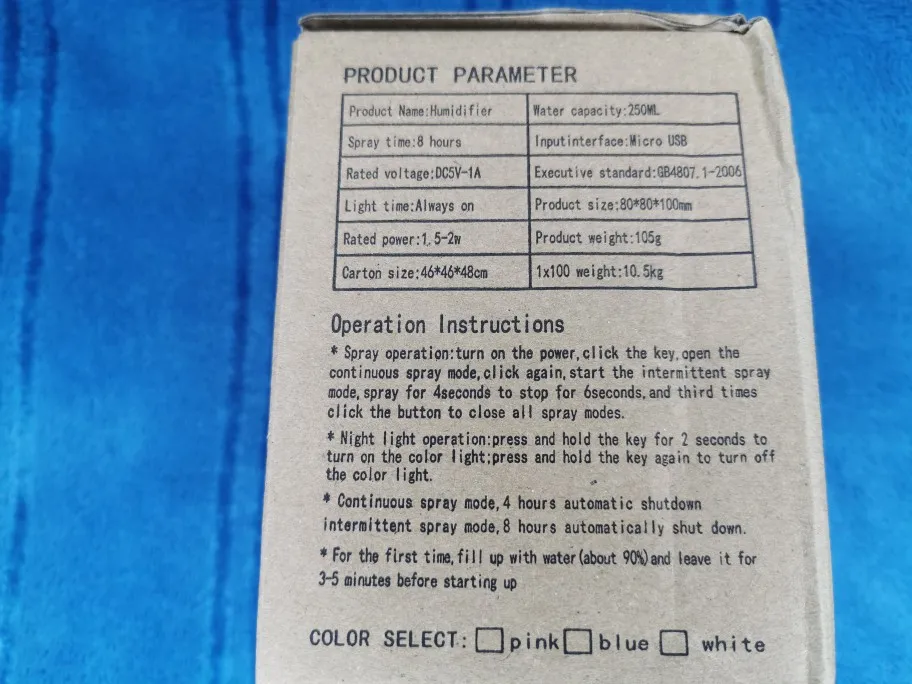 PRODUCT PARAMETER
Product Name:Humidifier Water capacity:250ML
Spray time:8 hours Inputinterface:Micro USB
Rated voltage:DC5V-1A Executive standard:GB4807.1-2006
Light time:Always on Product size:80*80*100mm
Rated power:1.5-2w Product weight:105g
Carton size:46*46*48cm 1x100 weight:10.5kg
Operation Instructions
* Spray operation:turn on the power,click the key,open the
continuous spray mode,click again,start the intermittent spray
mode,spray for 4seconds to stop for 6seconds,and third times
click the button to close all spray modes.
* Night light operation:press and hold the key for 2 seconds to
turn on the color light;press and hold the key again to turn off
the color light.
* Continuous spray mode,4 hours automatic shutdown
intermittent spray mode,8 hours automatically shut down.
* For the first time,fill up with water(about 90%)and leave it for
3-5 minutes before starting up
COLOR SELECT: pink blue white